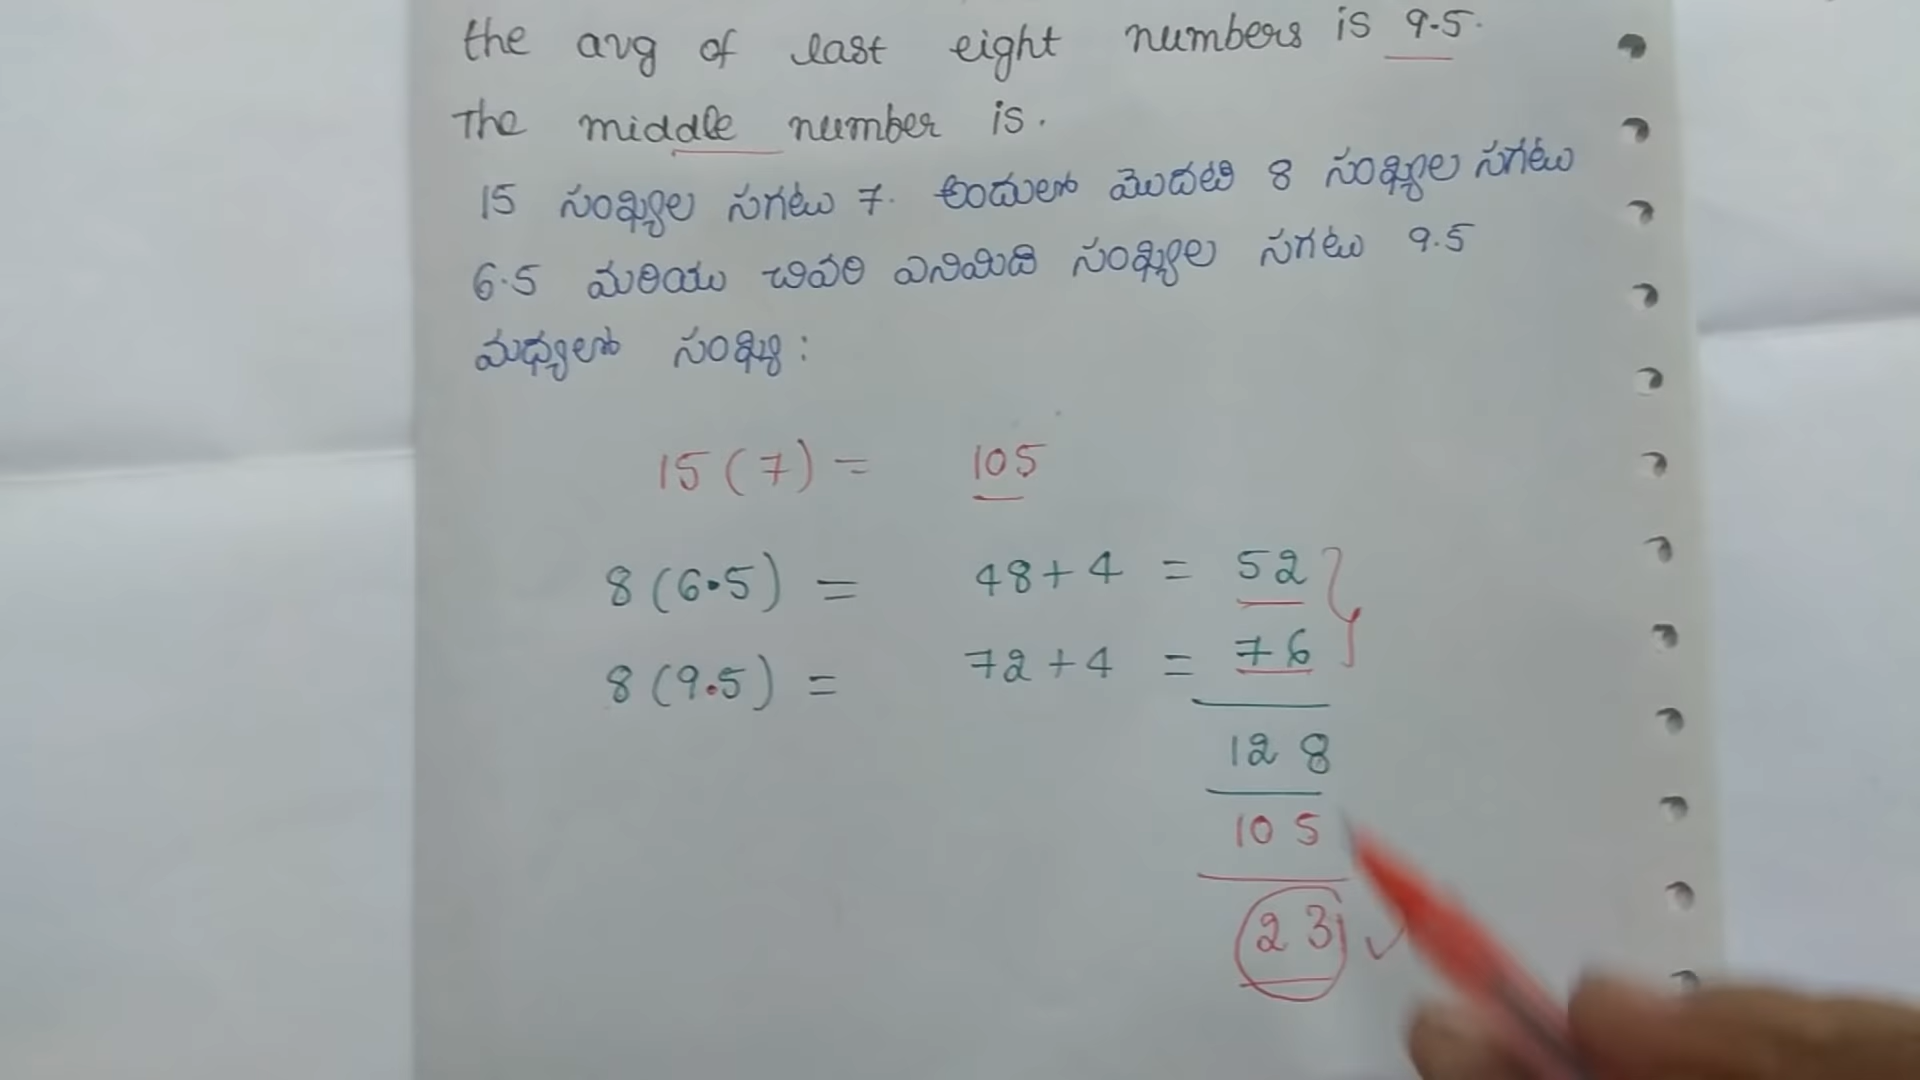 the avg of last eight numbers is 9.5.
The middle number is.
15 సంఖ్యల సగటు 7. అందులో మొదటి 8 సంఖ్యల సగటు
6.5 మరియు చివరి ఎనిమిది సంఖ్యల సగటు 9.5
మధ్యలో సంఖ్య :
15 (7) = 105
8 (6.5) = 48 + 4 = 52
8 (9.5) = 72 + 4 = 76
128
105
23